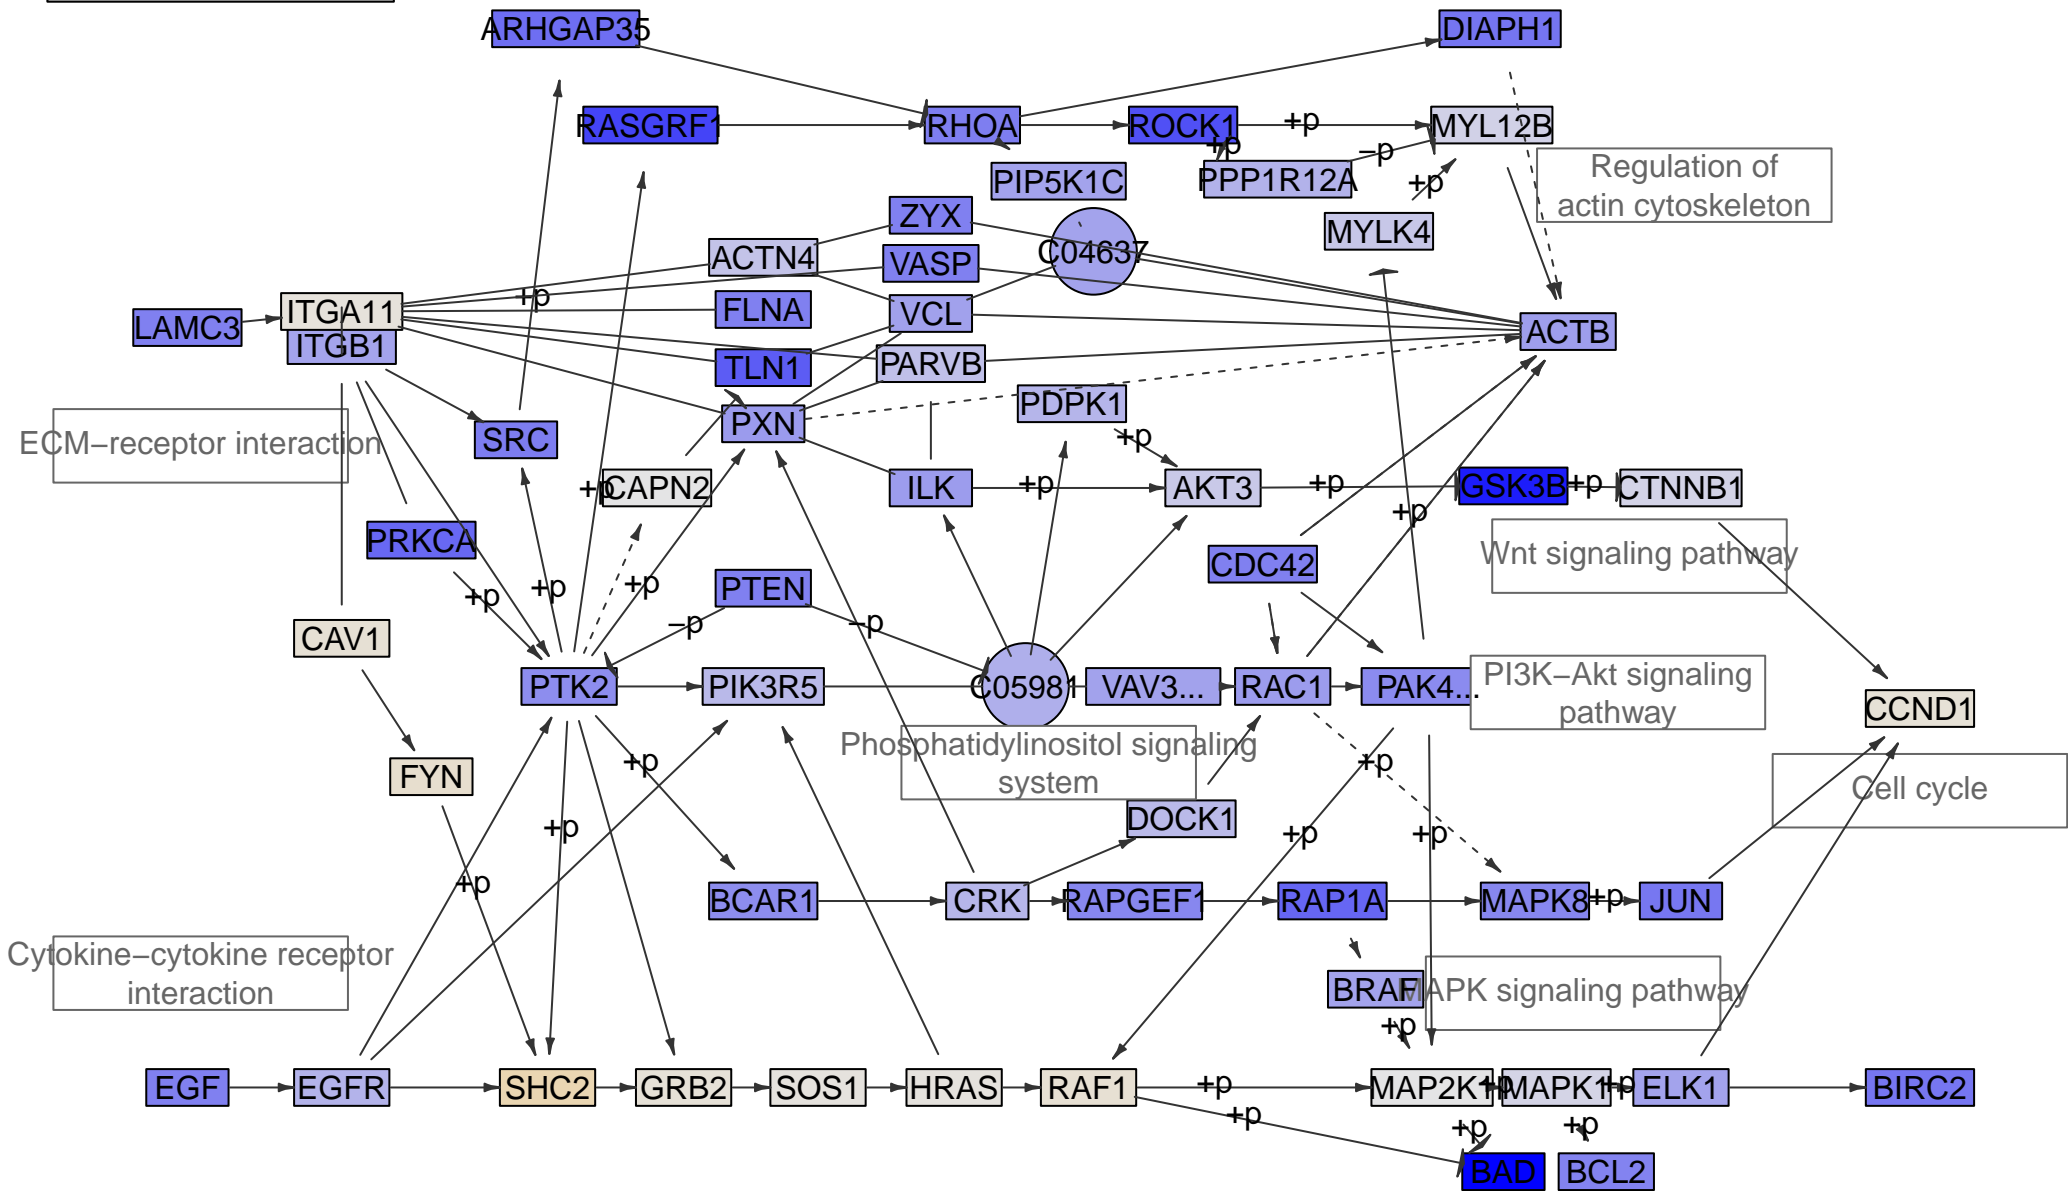 ARHGAP35
DIAPH1
RASGRF1
RHOA
ROCK1
+p
MYL12B
+p
−p
PIP5K1C
PPP1R12A
+p
Regulation of
actin cytoskeleton
ZYX
MYLK4
ACTN4
VASP
C04637
+p
ITGA11
FLNA
VCL
LAMC3
ITGB1
TLN1
PARVB
ACTB
PDPK1
PXN
+p
ECM−receptor interaction
SRC
+p
CAPN2
ILK
+p
AKT3
+p
GSK3B
+p
CTNNB1
+p
PRKCA
Wnt signaling pathway
CDC42
+p
+p
+p
PTEN
−p
−p
CAV1
PTK2
PIK3R5
C05981
VAV3...
RAC1
PAK4...
PI3K−Akt signaling
pathway
CCND1
Phosphatidylinositol signaling
system
FYN
+p
+p
Cell cycle
DOCK1
+p
+p
+p
+p
BCAR1
CRK
RAPGEF1
RAP1A
MAPK8
+p
JUN
Cytokine−cytokine receptor
interaction
BRAF
MAPK signaling pathway
+p
EGF
EGFR
SHC2
GRB2
SOS1
HRAS
RAF1
+p
MAP2K1
+p
MAPK1
+p
ELK1
BIRC2
+p
+p
+p
BAD
BCL2